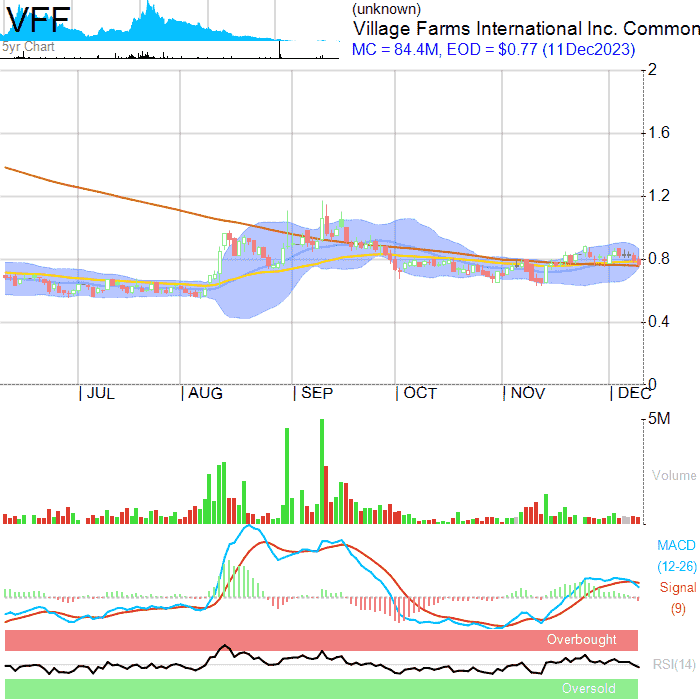 VFF
(unknown)
Village Farms International Inc. Common
5yr Chart
MC = 84.4M, EOD = $0.77 (11Dec2023)
2
1.6
1.2
0.8
0.4
0
| JUL | AUG | SEP | OCT | NOV | DEC
5M
Volume
MACD
(12-26)
Signal
(9)
Overbought
RSI(14)
Oversold